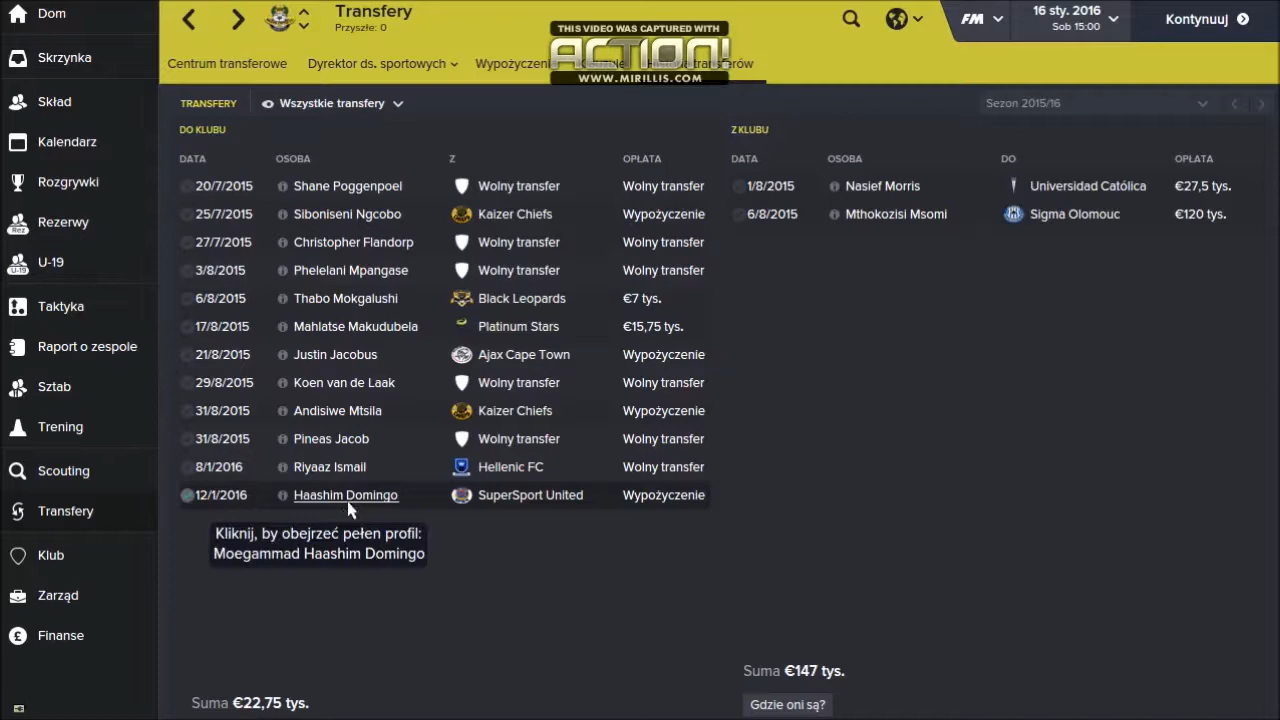 Dom
Skrzynka
Skład
Kalendarz
Rozgrywki
Rezerwy
U-19
Taktyka
Raport o zespole
Sztab
Trening
Scouting
Transfery
Klub
Zarząd
Finanse
Transfery
Przyszłe: 0
FM
16 sty. 2016
Sob 15:00
Kontynuuj
THIS VIDEO WAS CAPTURED WITH
ACTION!
WWW.MIRILLIS.COM
Centrum transferowe Dyrektor ds. sportowych
TRANSFERY Wszystkie transfery Sezon 2015/16
DO KLUBU
DATA OSOBA Z OPŁATA
20/7/2015 Shane Poggenpoel Wolny transfer Wolny transfer
25/7/2015 Siboniseni Ngcobo Kaizer Chiefs Wypożyczenie
27/7/2015 Christopher Flandorp Wolny transfer Wolny transfer
3/8/2015 Phelelani Mpangase Wolny transfer Wolny transfer
6/8/2015 Thabo Mokgalushi Black Leopards €7 tys.
17/8/2015 Mahlatse Makudubela Platinum Stars €15,75 tys.
21/8/2015 Justin Jacobus Ajax Cape Town Wypożyczenie
29/8/2015 Koen van de Laak Wolny transfer Wolny transfer
31/8/2015 Andisiwe Mtsila Kaizer Chiefs Wypożyczenie
31/8/2015 Pineas Jacob Wolny transfer Wolny transfer
8/1/2016 Riyaaz Ismail Hellenic FC Wolny transfer
12/1/2016 Haashim Domingo SuperSport United Wypożyczenie
Kliknij, by obejrzeć pełen profil:
Moegammad Haashim Domingo
Suma €22,75 tys.
Z KLUBU
DATA OSOBA DO OPŁATA
1/8/2015 Nasief Morris Universidad Católica €27,5 tys.
6/8/2015 Mthokozisi Msomi Sigma Olomouc €120 tys.
Suma €147 tys.
Gdzie oni są?